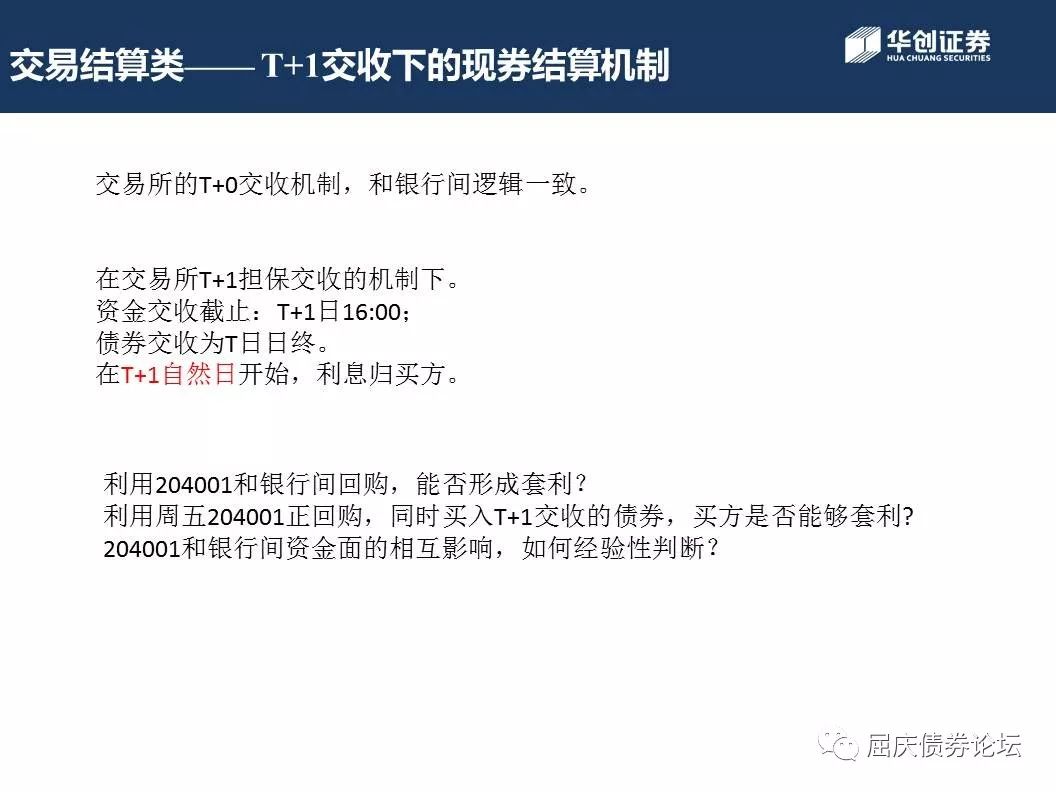 交易结算类—— T+1交收下的现券结算机制
华创证券
HUA CHUANG SECURITIES
交易所的T+0交收机制，和银行间逻辑一致。
在交易所T+1担保交收的机制下。
资金交收截止：T+1日16:00；
债券交收为T日日终。
在T+1自然日开始，利息归买方。
利用204001和银行间回购，能否形成套利？
利用周五204001正回购，同时买入T+1交收的债券，买方是否能够套利？
204001和银行间资金面的相互影响，如何经验性判断？
屈庆债券论坛